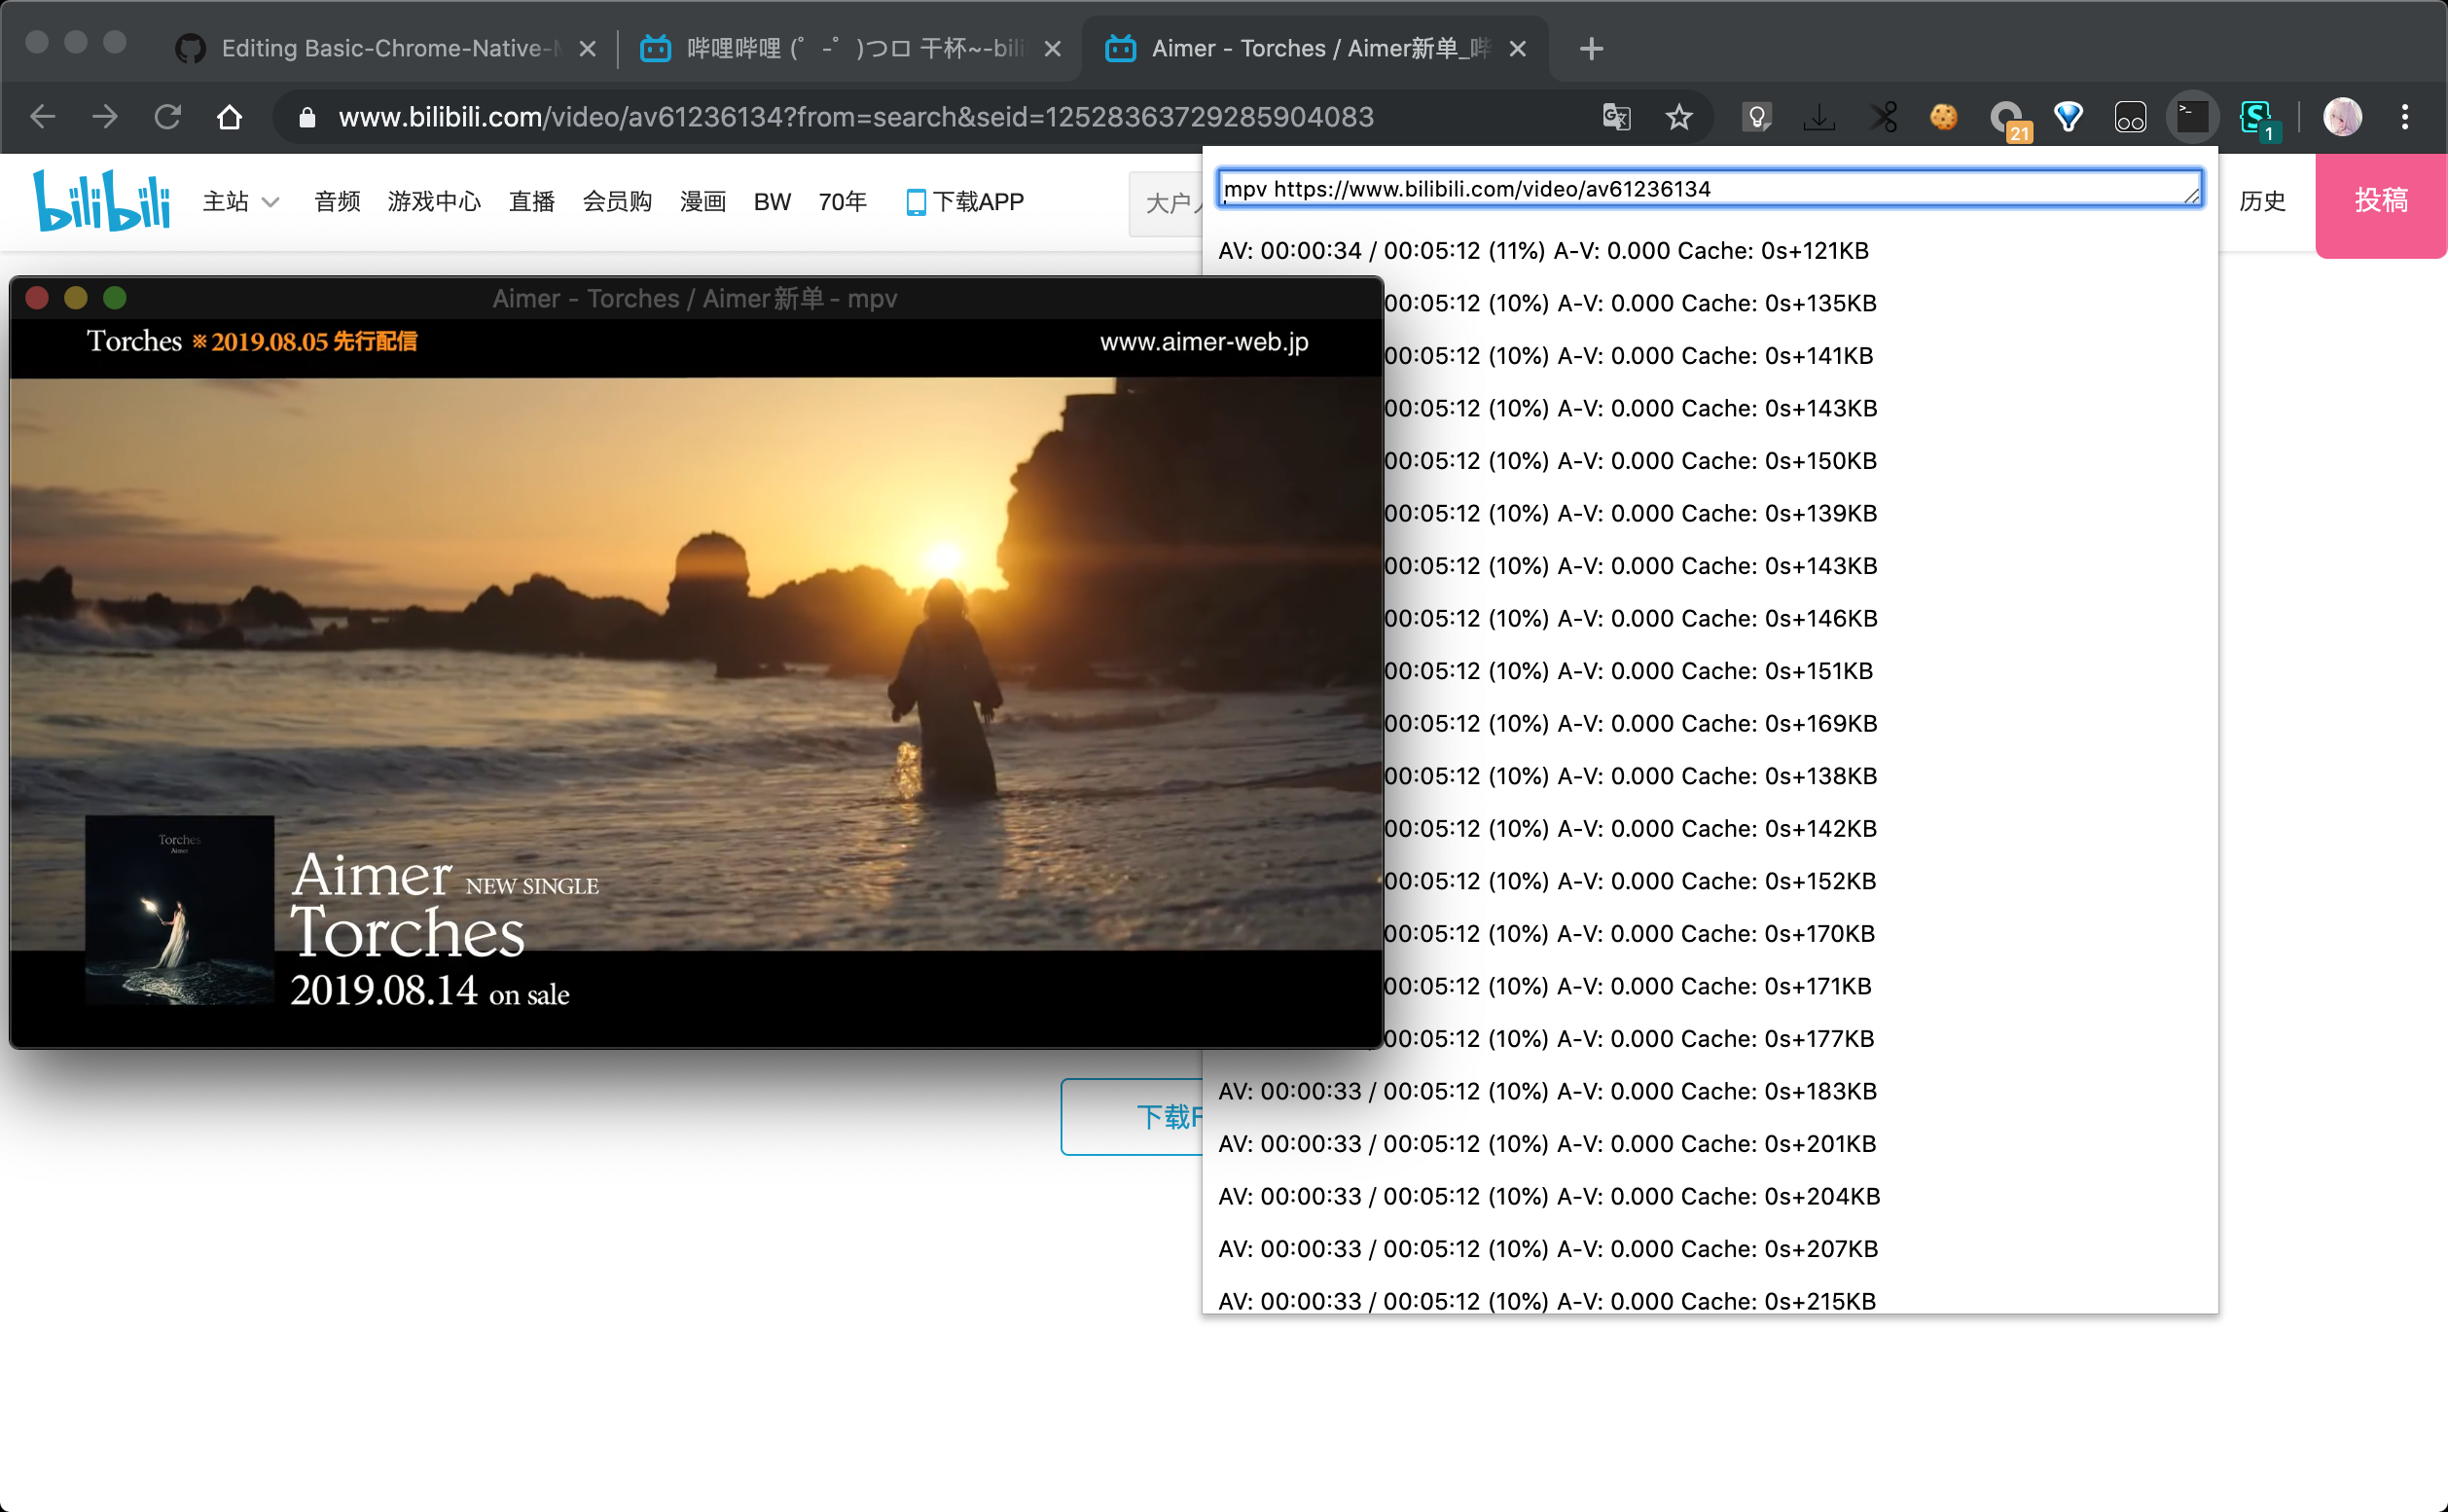 Editing Basic-Chrome-Native-
哔哩哔哩 (゜-゜)つロ 干杯~-bili
Aimer - Torches / Aimer新单_哔
www.bilibili.com/video/av61236134?from=search&seid=12528363729285904083
21
1
bilibili
主站
音频
游戏中心
直播
会员购
漫画
BW
70年
下载APP
大户
历史
投稿
mpv https://www.bilibili.com/video/av61236134
AV: 00:00:34 / 00:05:12 (11%) A-V: 0.000 Cache: 0s+121KB
00:05:12 (10%) A-V: 0.000 Cache: 0s+135KB
00:05:12 (10%) A-V: 0.000 Cache: 0s+141KB
00:05:12 (10%) A-V: 0.000 Cache: 0s+143KB
00:05:12 (10%) A-V: 0.000 Cache: 0s+150KB
00:05:12 (10%) A-V: 0.000 Cache: 0s+139KB
00:05:12 (10%) A-V: 0.000 Cache: 0s+143KB
00:05:12 (10%) A-V: 0.000 Cache: 0s+146KB
00:05:12 (10%) A-V: 0.000 Cache: 0s+151KB
00:05:12 (10%) A-V: 0.000 Cache: 0s+169KB
00:05:12 (10%) A-V: 0.000 Cache: 0s+138KB
00:05:12 (10%) A-V: 0.000 Cache: 0s+142KB
00:05:12 (10%) A-V: 0.000 Cache: 0s+152KB
00:05:12 (10%) A-V: 0.000 Cache: 0s+170KB
00:05:12 (10%) A-V: 0.000 Cache: 0s+171KB
00:05:12 (10%) A-V: 0.000 Cache: 0s+177KB
AV: 00:00:33 / 00:05:12 (10%) A-V: 0.000 Cache: 0s+183KB
AV: 00:00:33 / 00:05:12 (10%) A-V: 0.000 Cache: 0s+201KB
AV: 00:00:33 / 00:05:12 (10%) A-V: 0.000 Cache: 0s+204KB
AV: 00:00:33 / 00:05:12 (10%) A-V: 0.000 Cache: 0s+207KB
AV: 00:00:33 / 00:05:12 (10%) A-V: 0.000 Cache: 0s+215KB
Aimer - Torches / Aimer新单 - mpv
Torches ※2019.08.05 先行配信
www.aimer-web.jp
Torches
Aimer
Aimer NEW SINGLE
Torches
2019.08.14 on sale
下载F